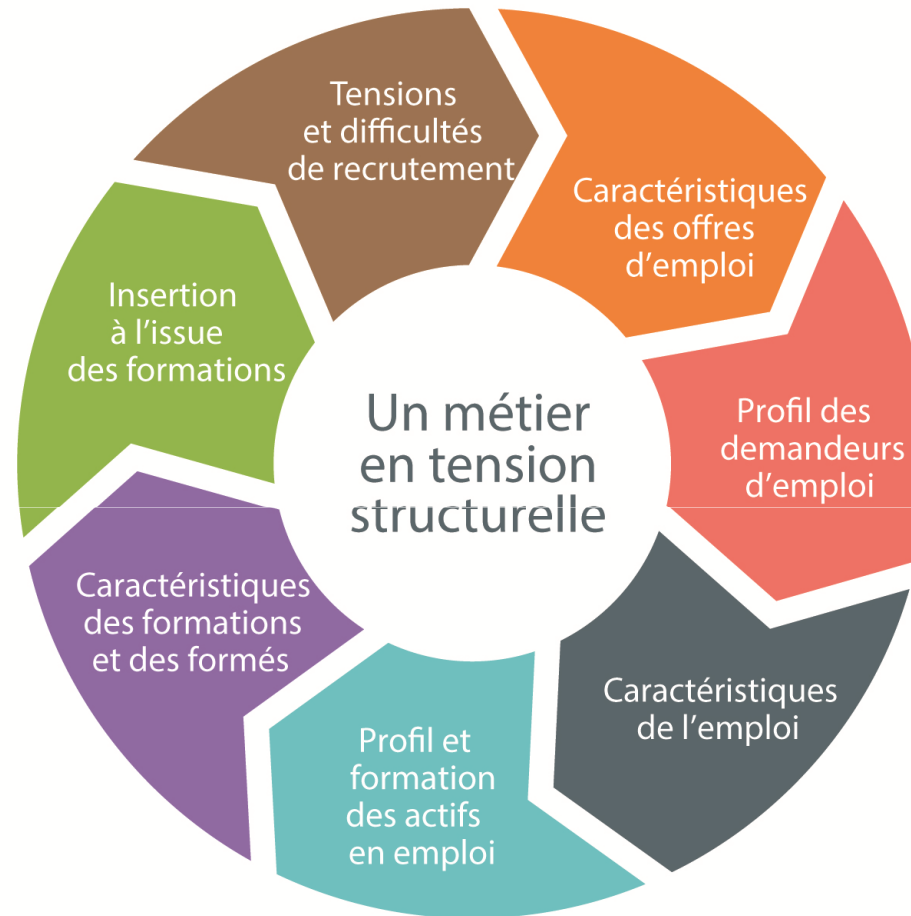 Tensions
et difficultés
de recrutement
Caractéristiques
des offres
d'emploi
Profil des
demandeurs
d'emploi
Caractéristiques
de l'emploi
Profil et
formation
des actifs
en emploi
Caractéristiques
des formations
et des formés
Insertion
à l'issue
des formations
Un métier
en tension
structurelle